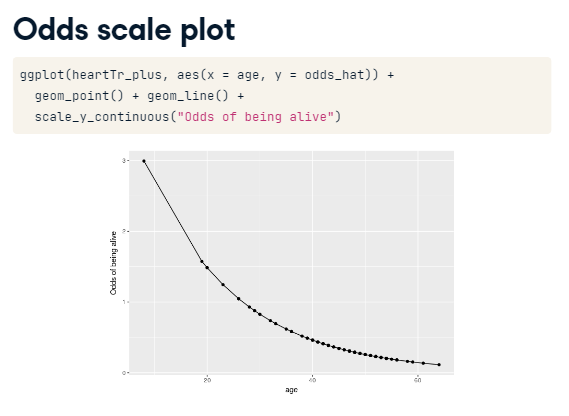 Odds scale plot
ggplot(heartTr_plus, aes(x = age, y = odds_hat)) +
geom_point() + geom_line() +
scale_y_continuous("Odds of being alive")
3
2
1
0
Odds of being alive
20
40
60
age